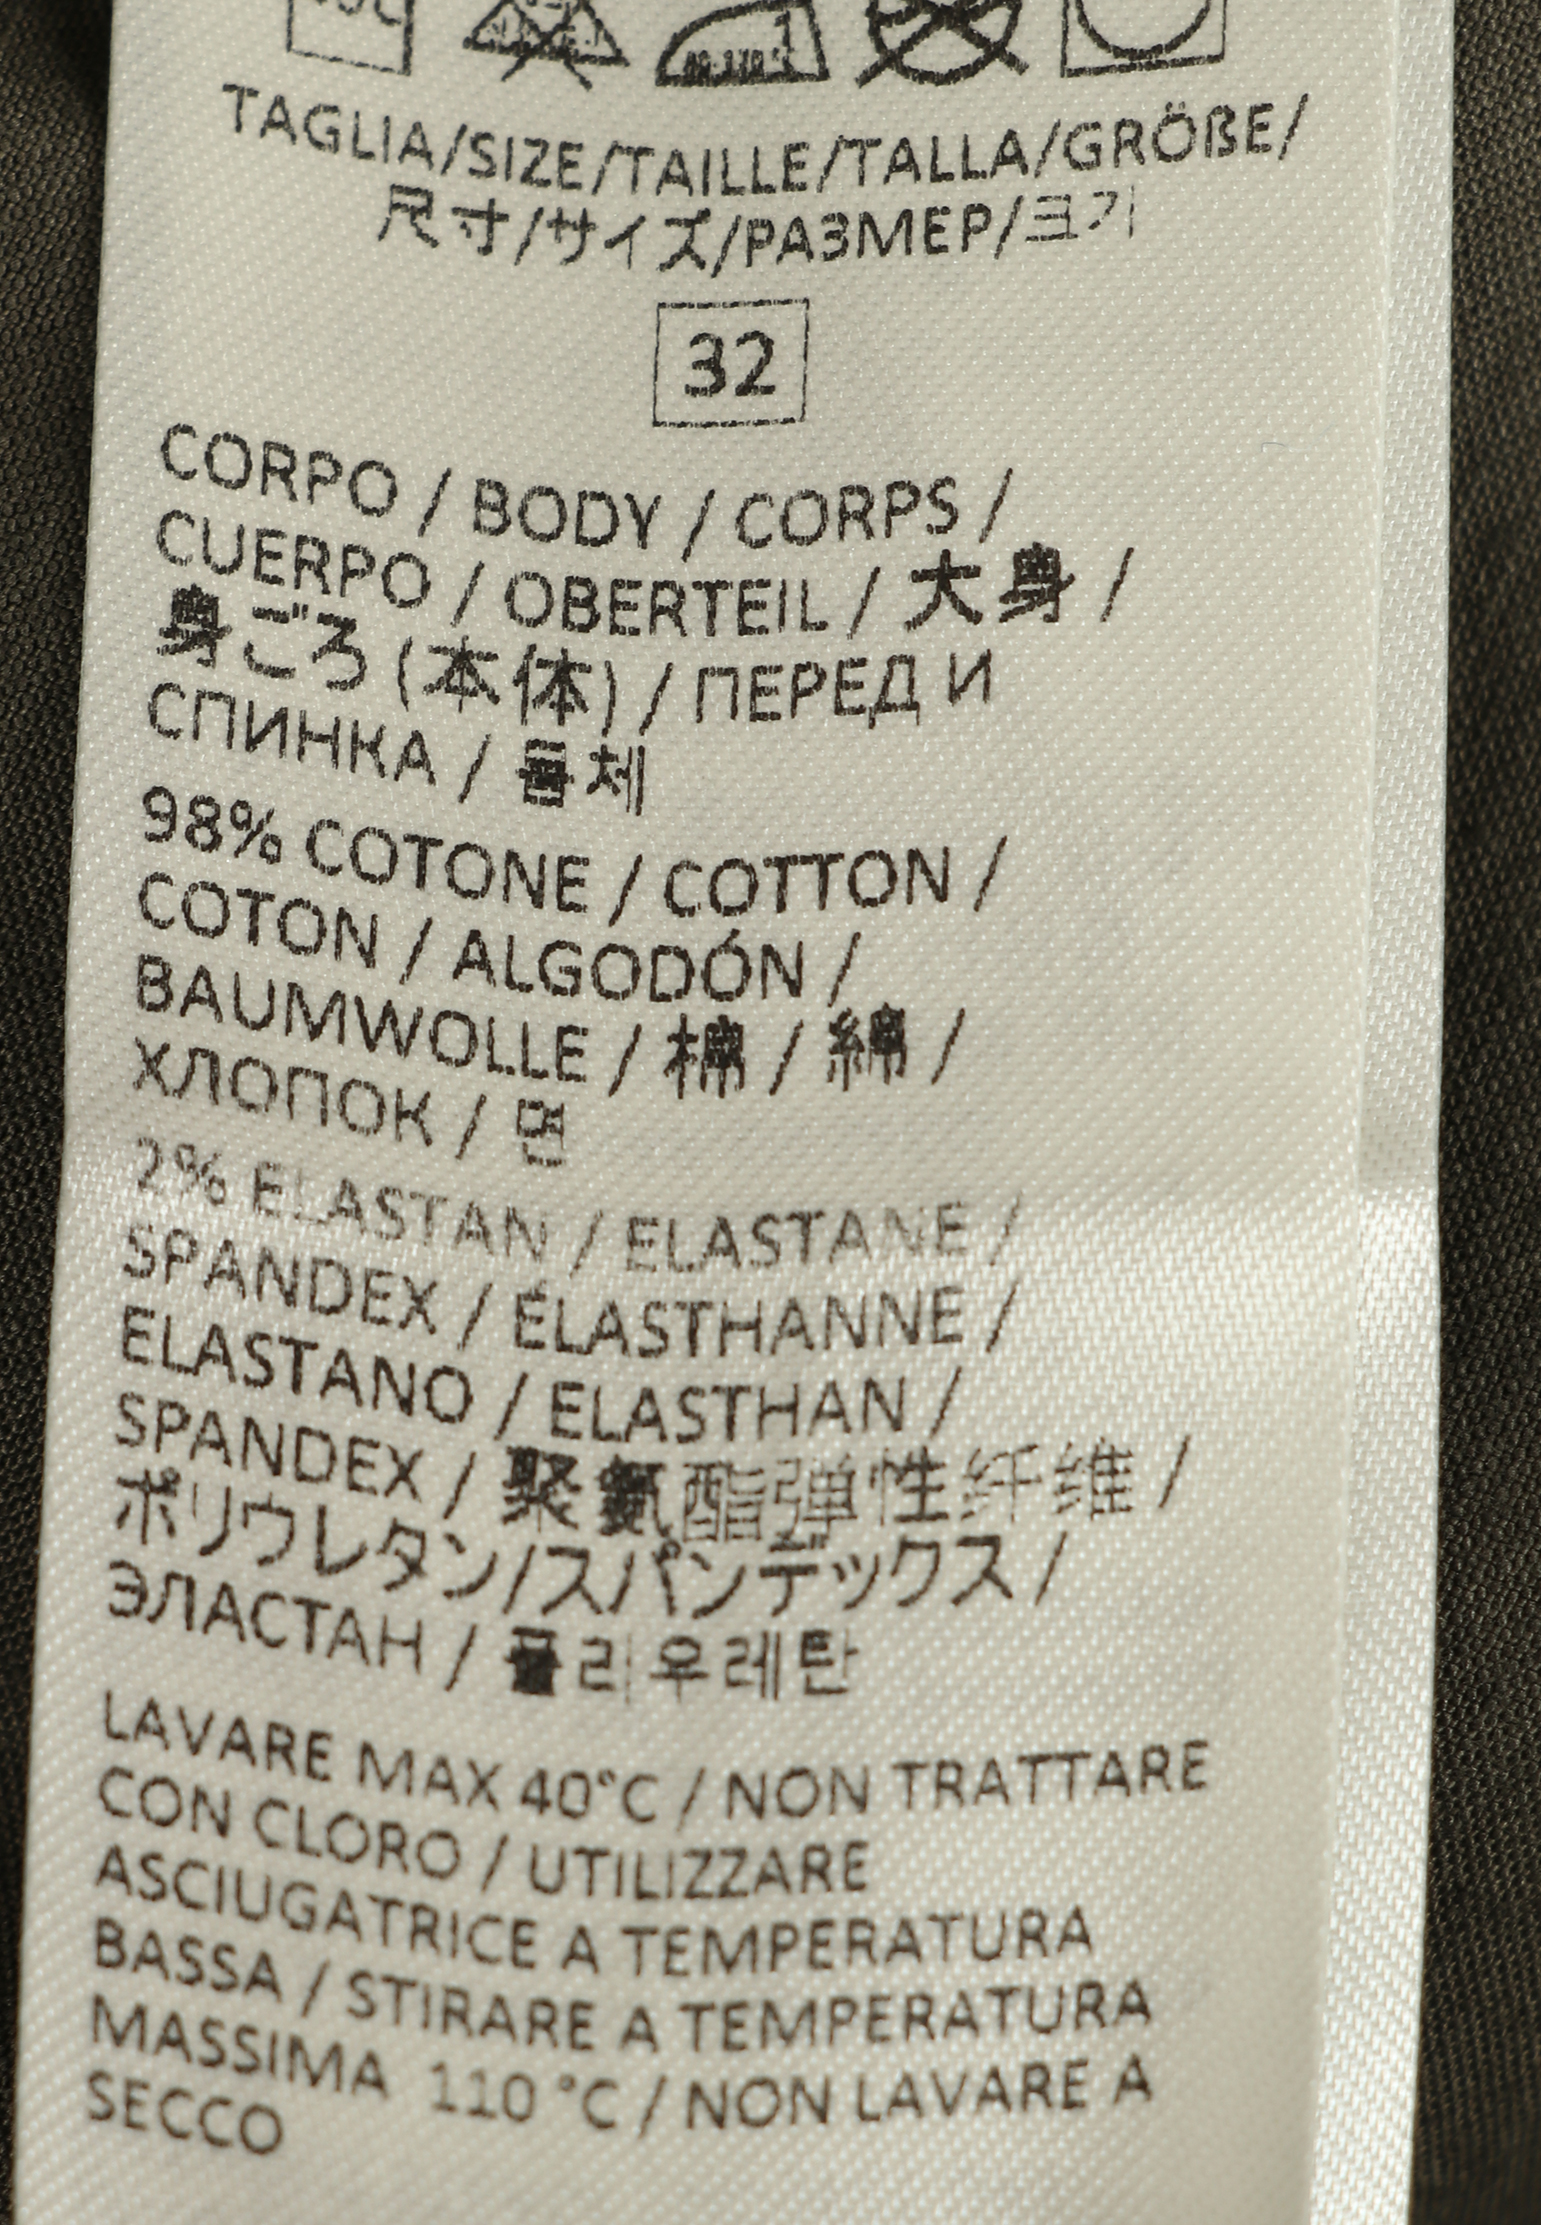 TAGLIA/SIZE/TAILLE/TALLA/GRÖßE/
尺寸/サイズ/РАЗМЕР/크기
32
CORPO / BODY / CORPS /
CUERPO / OBERTEIL / 大身 /
身ごろ (本体) / ПЕРЕД И
СПИНКА / 몸체
98% COTONE / COTTON /
COTON / ALGODÓN /
BAUMWOLLE / 棉 / 綿 /
ХЛОПОК / 면
2% ELASTAN / ELASTANE /
SPANDEX / ÉLASTHANNE /
ELASTANO / ELASTHAN /
SPANDEX / 聚氨酯弹性纤维 /
ポリウレタン/スパンデックス /
ЭЛАСТАН / 폴리우레탄
LAVARE MAX 40°C / NON TRATTARE
CON CLORO / UTILIZZARE
ASCIUGATRICE A TEMPERATURA
BASSA / STIRARE A TEMPERATURA
MASSIMA 110 °C / NON LAVARE A
SECCO